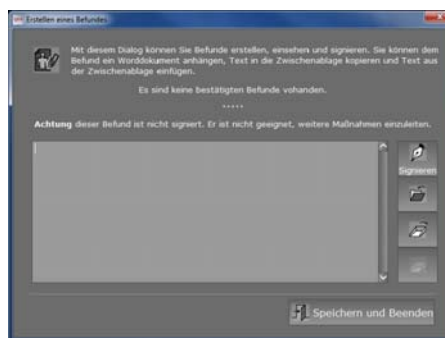 Erstellen eines Befundes
Mit diesem Dialog können Sie Befunde erstellen, einsehen und signieren. Sie können dem
Befund ein Worddokument anhängen, Text in die Zwischenablage kopieren und Text aus
der Zwischenablage einfügen.
Es sind keine bestätigten Befunde vohanden.
*****
Achtung dieser Befund ist nicht signiert. Er ist nicht geeignet, weitere Maßnahmen einzuleiten.
Signieren
Speichern und Beenden